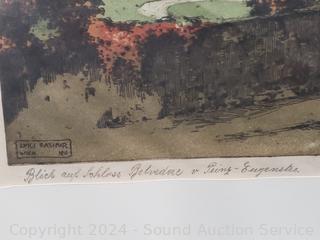 LUIGI KASIMIR
WIEN
Blick auf Schloss Belvedere v Prinz-Eugenstr.
Copyright 2024 - Sound Auction Service